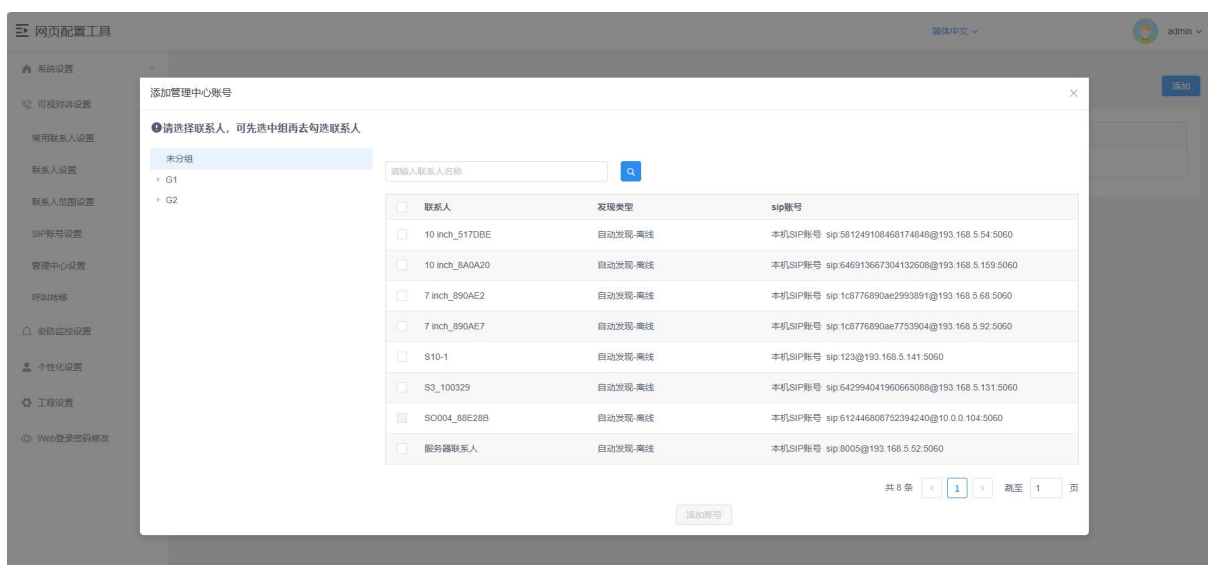 网页配置工具
简体中文
admin
系统设置
可视对讲设置
常用联系人设置
联系人设置
联系人范围设置
SIP账号设置
管理中心设置
呼叫转移
安防监控设置
个性化设置
工程设置
Web登录密码修改
添加
添加管理中心账号
请选择联系人，可先选中组再去勾选联系人
未分组
G1
G2
请输入联系人名称
联系人 发现类型 sip账号
10 inch_517DBE 自动发现-离线 本机SIP账号 sip:581249108468174848@193.168.5.54:5060
10 inch_8A0A20 自动发现-离线 本机SIP账号 sip:646913667304132608@193.168.5.159:5060
7 inch_890AE2 自动发现-离线 本机SIP账号 sip:1c8776890ae2993891@193.168.5.68:5060
7 inch_890AE7 自动发现-离线 本机SIP账号 sip:1c8776890ae7753904@193.168.5.92:5060
S10-1 自动发现-离线 本机SIP账号 sip:123@193.168.5.141:5060
S3_100329 自动发现-离线 本机SIP账号 sip:642994041960665088@193.168.5.131:5060
SO004_88E28B 自动发现-离线 本机SIP账号 sip:612446808752394240@10.0.0.104:5060
服务器联系人 自动发现-离线 本机SIP账号 sip:8005@193.168.5.52:5060
共 8 条 1 跳至 1 页
添加账号